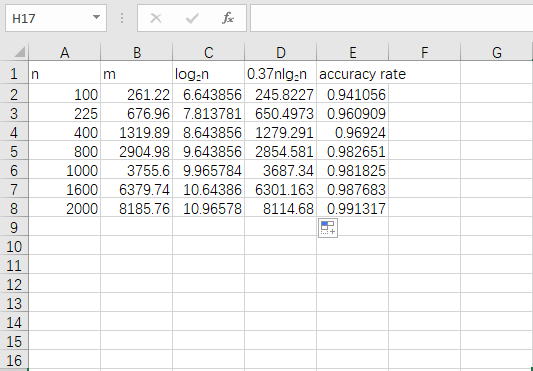 H17 fx
A B C D E F G
1 n m log₂n 0.37nlg₂n accuracy rate
2 100 261.22 6.643856 245.8227 0.941056
3 225 676.96 7.813781 650.4973 0.960909
4 400 1319.89 8.643856 1279.291 0.96924
5 800 2904.98 9.643856 2854.581 0.982651
6 1000 3755.6 9.965784 3687.34 0.981825
7 1600 6379.74 10.64386 6301.163 0.987683
8 2000 8185.76 10.96578 8114.68 0.991317
9
10
11
12
13
14
15
16